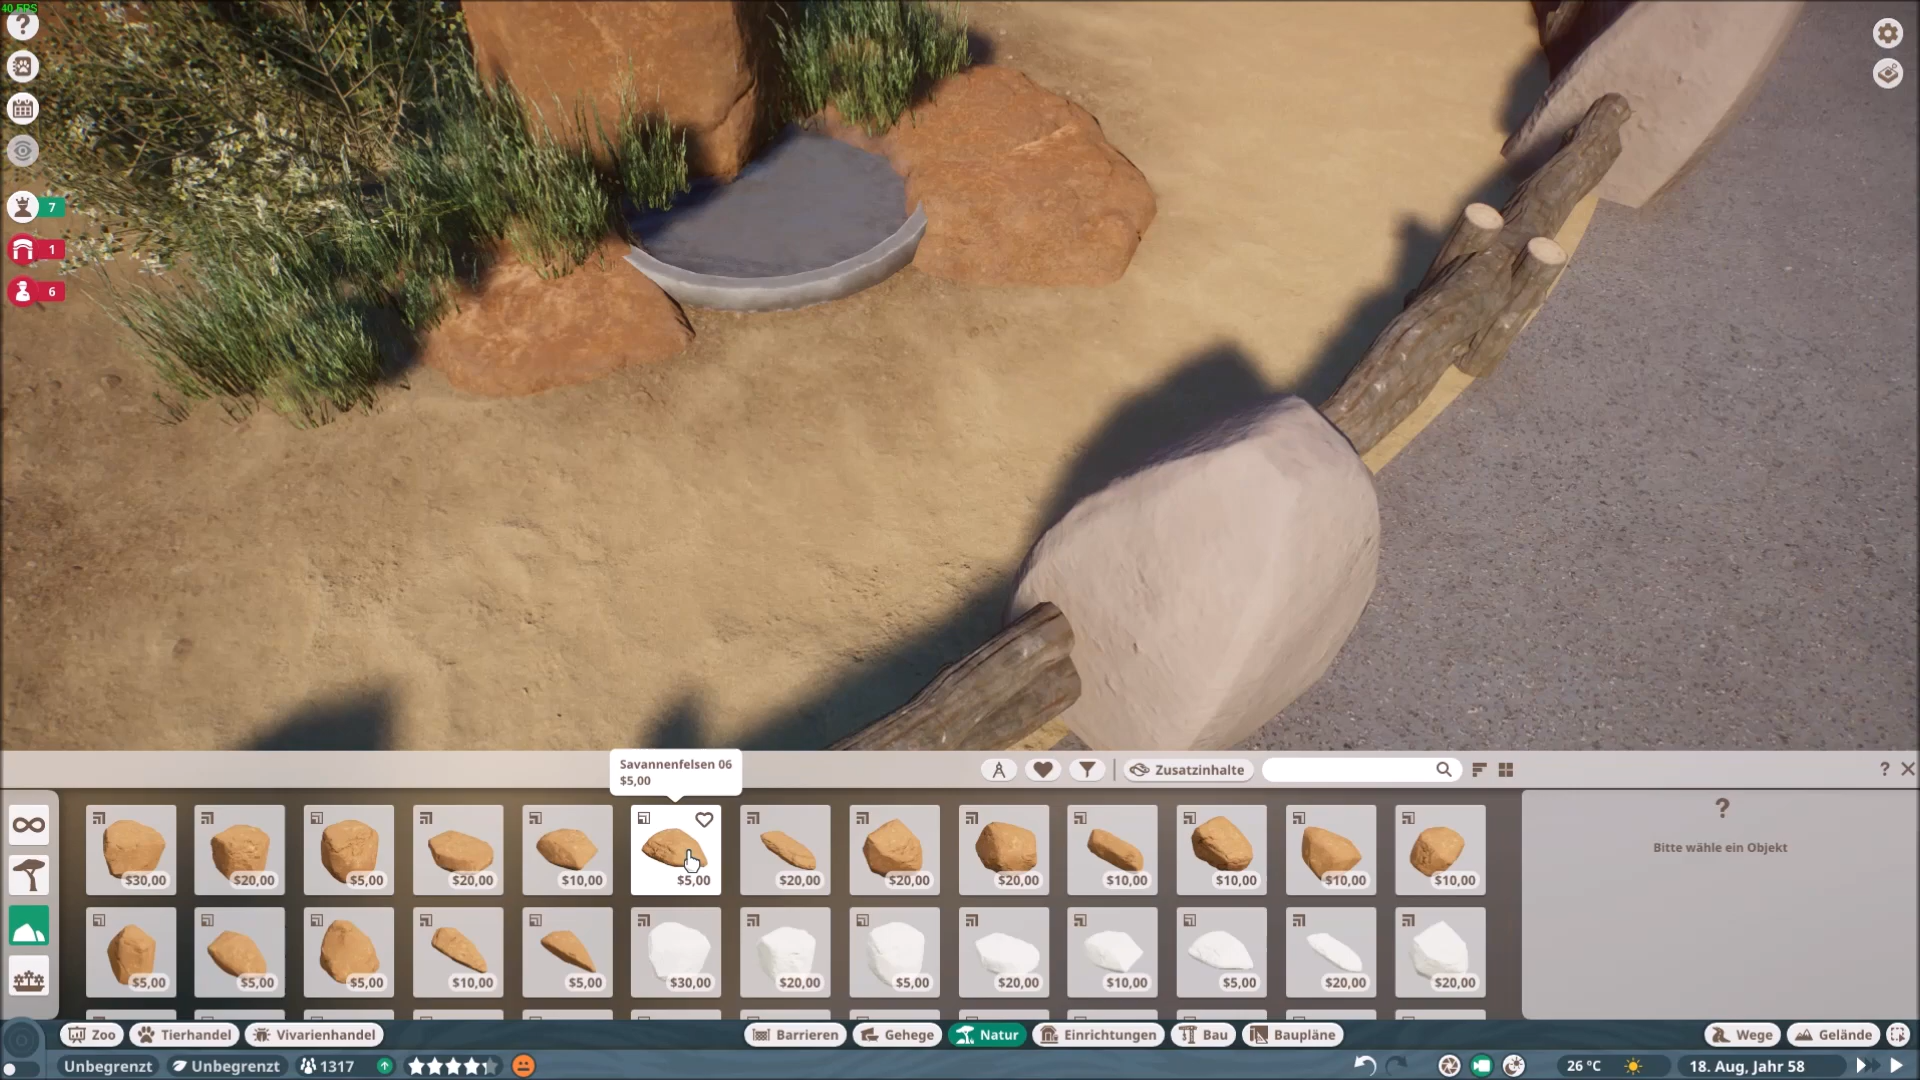 40 FPS
7
1
6
Savannenfelsen 06
$5,00
Zusatzinhalte
? 
$30,00 $20,00 $5,00 $20,00 $10,00 $5,00 $20,00 $20,00 $20,00 $10,00 $10,00 $10,00 $10,00
$5,00 $5,00 $5,00 $10,00 $5,00 $30,00 $20,00 $5,00 $20,00 $10,00 $5,00 $20,00 $20,00
?
Bitte wähle ein Objekt
Zoo Tierhandel Vivarienhandel Barrieren Gehege Natur Einrichtungen Bau Baupläne Wege Gelände
Unbegrenzt Unbegrenzt 1317 26 °C 18. Aug, Jahr 58